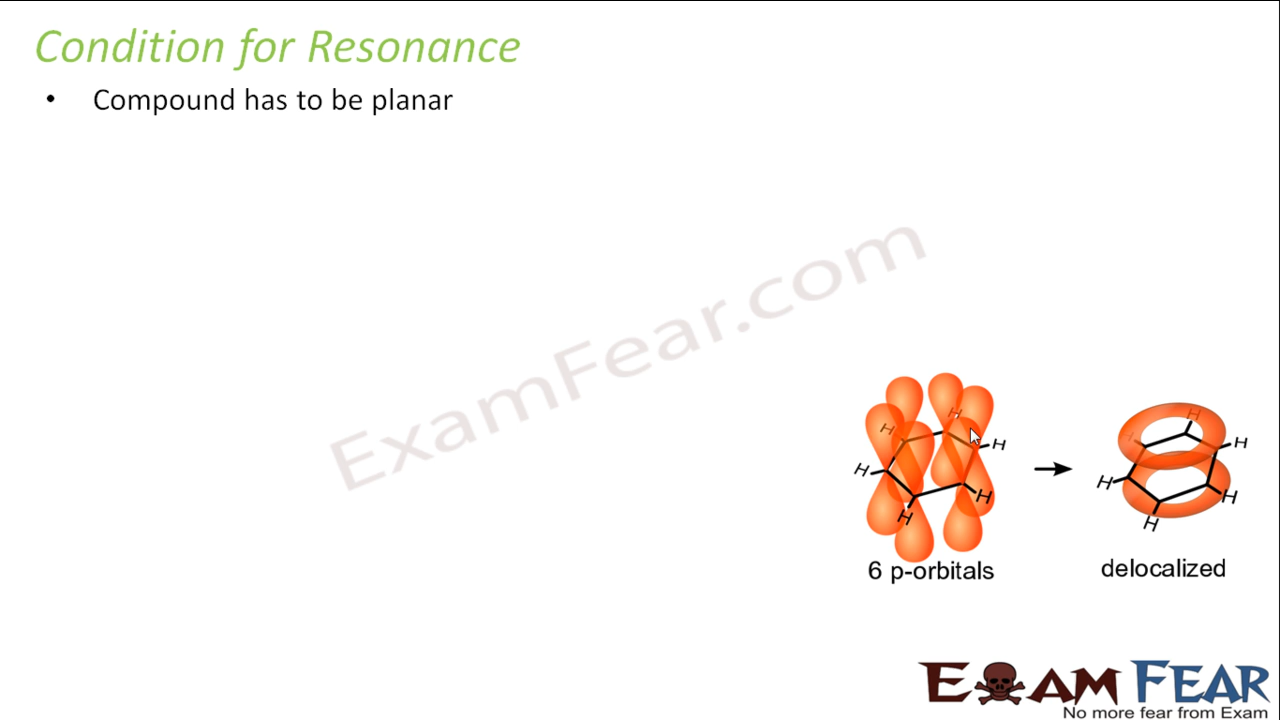 Condition for Resonance
• Compound has to be planar
ExamFear.com
H
H
H
H
H
H
H
H
H
H
H
6 p-orbitals
delocalized
EXAM FEAR
No more fear from Exam